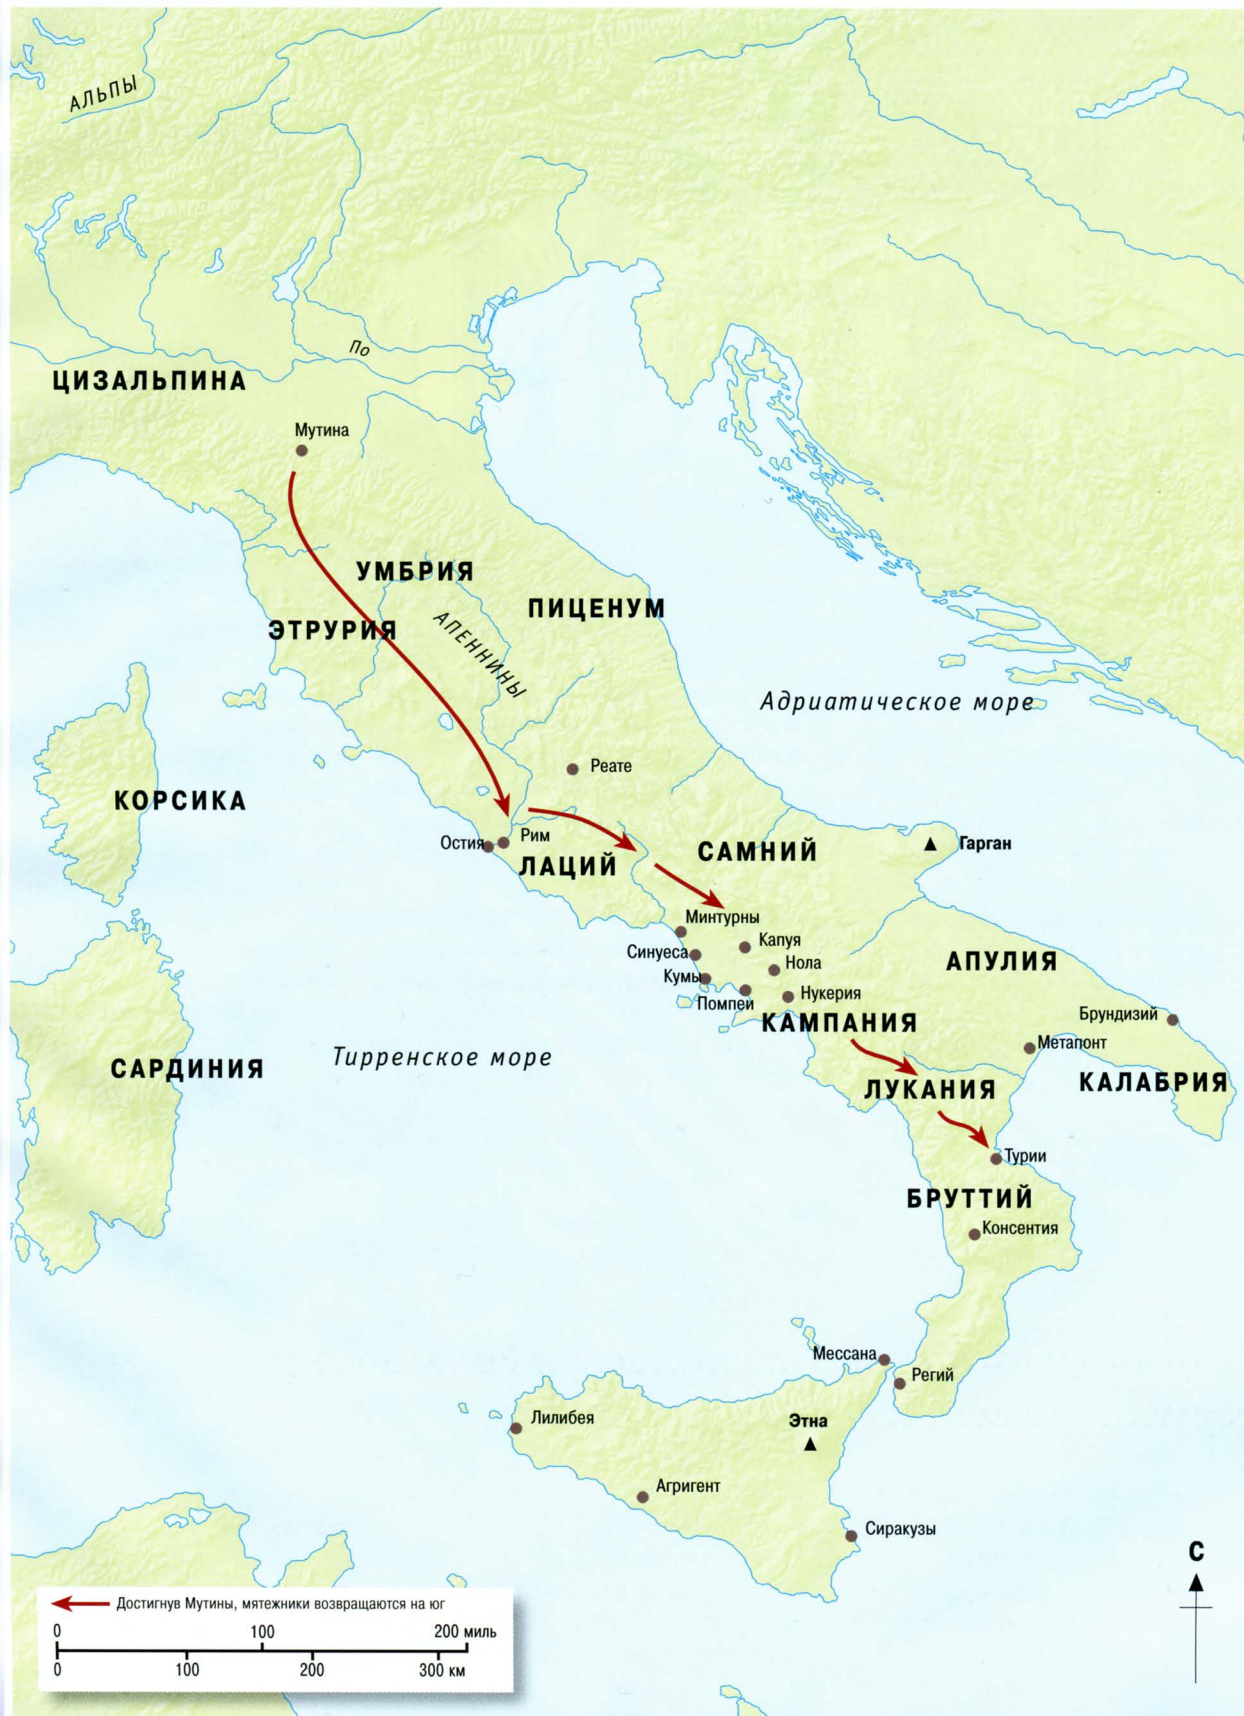 АЛЬПЫ
По
ЦИЗАЛЬПИНА
Мутина
УМБРИЯ
ПИЦЕНУМ
ЭТРУРИЯ
АПЕННИНЫ
Адриатическое море
Реате
КОРСИКА
Остия
Рим
ЛАЦИЙ
САМНИЙ
Гарган
Минтурны
Капуя
Синуеса
Нола
АПУЛИЯ
Кумы
Помпеи
Нукерия
Брундизий
КАМПАНИЯ
Метапонт
Тирренское море
САРДИНИЯ
ЛУКАНИЯ
КАЛАБРИЯ
Турии
БРУТТИЙ
Консентия
Мессана
Регий
Лилибея
Этна
Агригент
Сиракузы
С
Достигнув Мутины, мятежники возвращаются на юг
0 100 200 миль
0 100 200 300 км